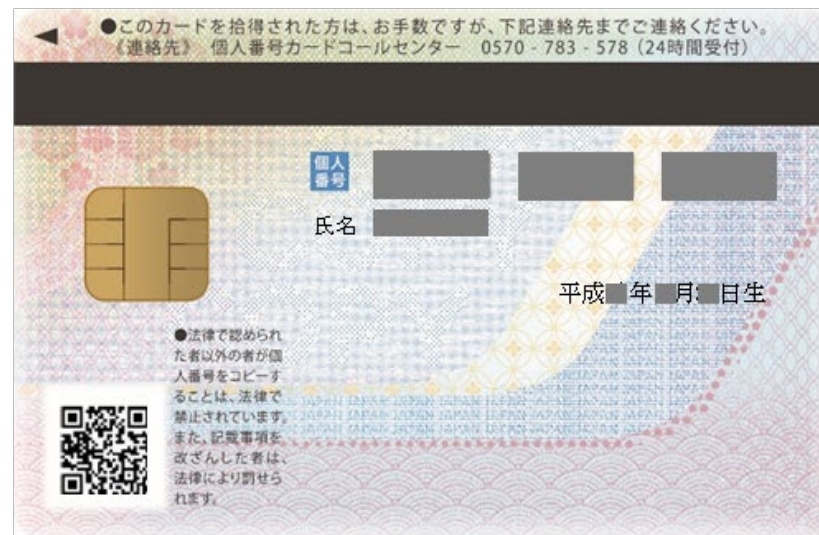 ●このカードを拾得された方は、お手数ですが、下記連絡先までご連絡ください。
《連絡先》 個人番号カードコールセンター 0570-783-578(24時間受付)
個人
番号
氏名
平成 年 月 日生
●法律で認められ
た者以外の者が個
人番号をコピーす
ることは、法律で
禁止されています。
また、記載事項を
改ざんした者は、
法律により罰せら
れます。